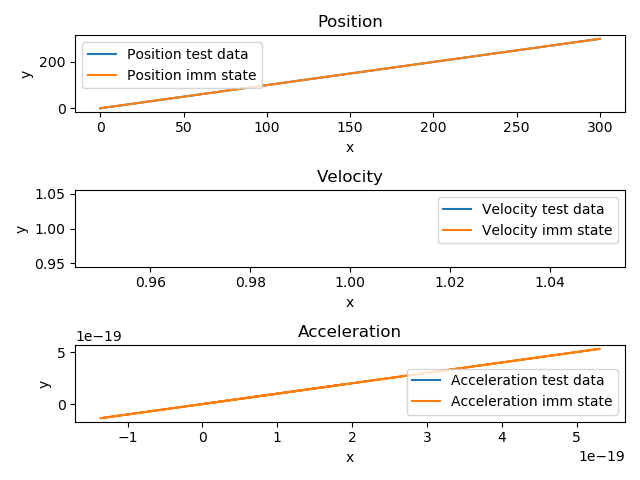 Position
Position test data
Position imm state
y
200
0
0 50 100 150 200 250 300
x
Velocity
Velocity test data
Velocity imm state
y
1.05
1.00
0.95
0.96 0.98 1.00 1.02 1.04
x
Acceleration
1e−19
Acceleration test data
Acceleration imm state
y
5
0
−1 0 1 2 3 4 5
1e−19
x